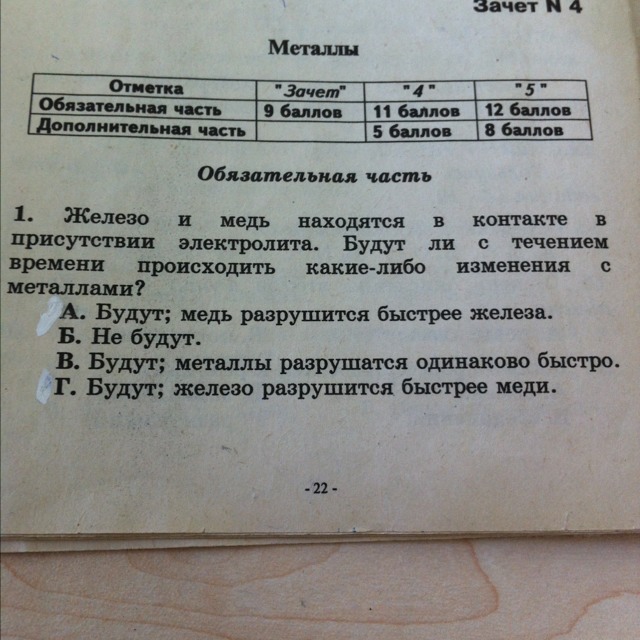 Зачет N 4
Металлы
Отметка "Зачет" "4" "5"
Обязательная часть 9 баллов 11 баллов 12 баллов
Дополнительная часть 5 баллов 8 баллов
Обязательная часть
1. Железо и медь находятся в контакте в
присутствии электролита. Будут ли с течением
времени происходить какие-либо изменения с
металлами?
А. Будут; медь разрушится быстрее железа.
Б. Не будут.
В. Будут; металлы разрушатся одинаково быстро.
Г. Будут; железо разрушится быстрее меди.
- 22 -